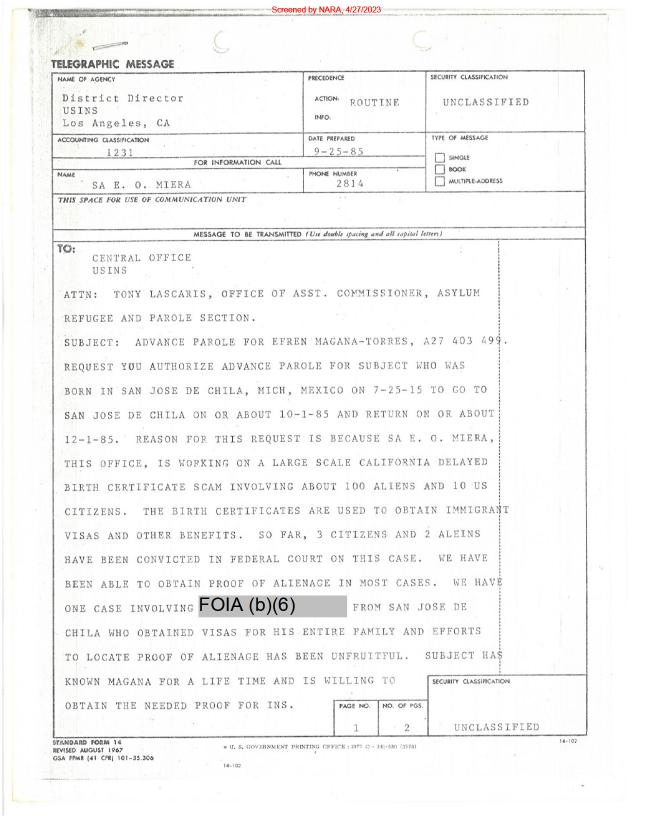 Screened by NARA, 4/27/2023
TELEGRAPHIC MESSAGE
NAME OF AGENCY
District Director
USINS
Los Angeles, CA
PRECEDENCE
ACTION: ROUTINE
INFO:
SECURITY CLASSIFICATION
UNCLASSIFIED
ACCOUNTING CLASSIFICATION
1231
DATE PREPARED
9-25-85
TYPE OF MESSAGE
SINGLE
BOOK
MULTIPLE-ADDRESS
FOR INFORMATION CALL
NAME
SA E. O. MIERA
PHONE NUMBER
2814
THIS SPACE FOR USE OF COMMUNICATION UNIT
MESSAGE TO BE TRANSMITTED (Use double spacing and all capital letters)
TO:
CENTRAL OFFICE
USINS
ATTN: TONY LASCARIS, OFFICE OF ASST. COMMISSIONER, ASYLUM
REFUGEE AND PAROLE SECTION.
SUBJECT: ADVANCE PAROLE FOR EFREN MAGANA-TORRES, A27 403 499.
REQUEST YOU AUTHORIZE ADVANCE PAROLE FOR SUBJECT WHO WAS
BORN IN SAN JOSE DE CHILA, MICH, MEXICO ON 7-25-15 TO GO TO
SAN JOSE DE CHILA ON OR ABOUT 10-1-85 AND RETURN ON OR ABOUT
12-1-85. REASON FOR THIS REQUEST IS BECAUSE SA E. O. MIERA,
THIS OFFICE, IS WORKING ON A LARGE SCALE CALIFORNIA DELAYED
BIRTH CERTIFICATE SCAM INVOLVING ABOUT 100 ALIENS AND 10 US
CITIZENS. THE BIRTH CERTIFICATES ARE USED TO OBTAIN IMMIGRANT
VISAS AND OTHER BENEFITS. SO FAR, 3 CITIZENS AND 2 ALEINS
HAVE BEEN CONVICTED IN FEDERAL COURT ON THIS CASE. WE HAVE
BEEN ABLE TO OBTAIN PROOF OF ALIENAGE IN MOST CASES. WE HAVE
ONE CASE INVOLVING FOIA (b)(6) FROM SAN JOSE DE
CHILA WHO OBTAINED VISAS FOR HIS ENTIRE FAMILY AND EFFORTS
TO LOCATE PROOF OF ALIENAGE HAS BEEN UNFRUITFUL. SUBJECT HAS
KNOWN MAGANA FOR A LIFE TIME AND IS WILLING TO
OBTAIN THE NEEDED PROOF FOR INS.
PAGE NO.
1
NO. OF PGS.
2
SECURITY CLASSIFICATION
UNCLASSIFIED
STANDARD FORM 14
REVISED AUGUST 1967
GSA FPMR (41 CFR) 101-35.306
U. S. GOVERNMENT PRINTING OFFICE:
14-102
14-102